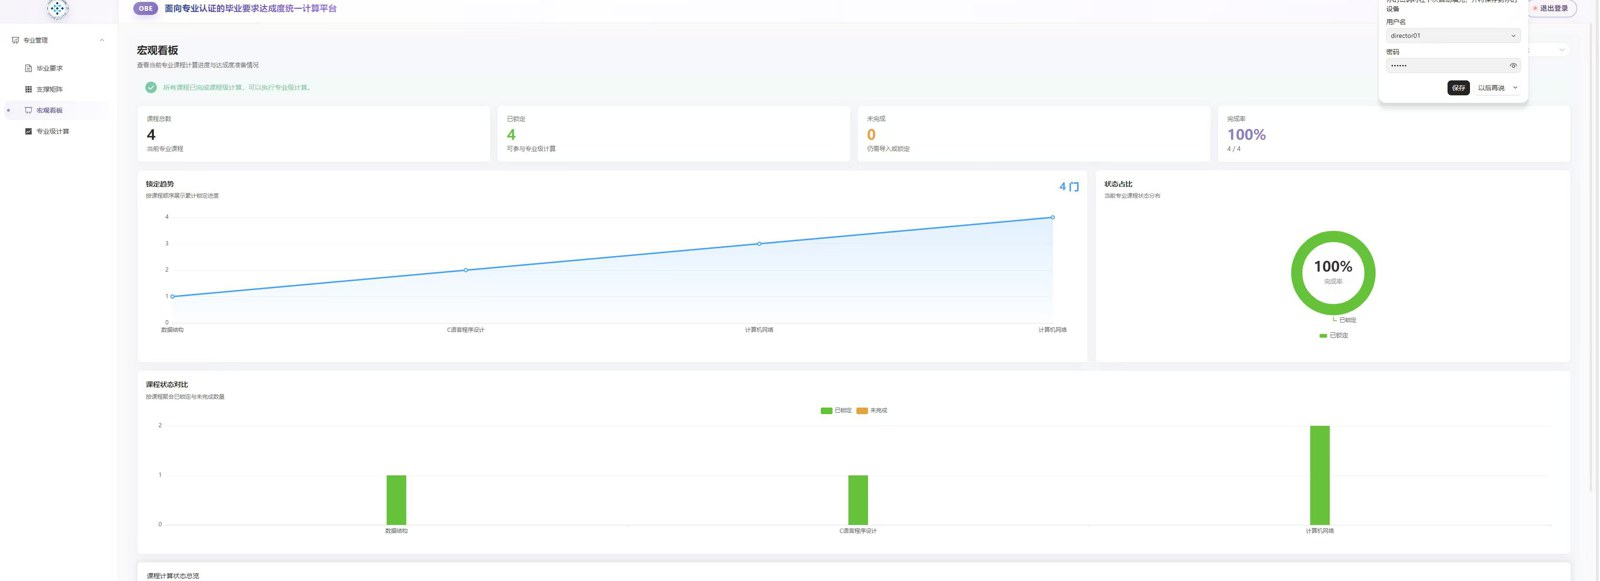 OBE 面向专业认证的毕业要求达成度统一计算平台
设备
用户名
director01
密码
••••••
保存 以后再说
退出登录
专业管理
毕业要求
支撑矩阵
宏观看板
专业级计算
宏观看板
查看当前专业课程计算进度与达成度准备情况
所有课程已完成课程级计算，可以执行专业级计算。
课程总数
4
当前专业课程
已锁定
4
可参与专业级计算
未完成
0
仍需导入或锁定
完成率
100%
4 / 4
锁定趋势
按课程顺序展示累计锁定进度
4 门
4
3
2
1
0
数据结构 C语言程序设计 计算机网络 计算机网络
状态占比
当前专业课程状态分布
100%
完成率
已锁定
已锁定
课程状态对比
按课程聚合已锁定与未完成数量
已锁定 未完成
2
1
0
数据结构 C语言程序设计 计算机网络
课程计算状态总览